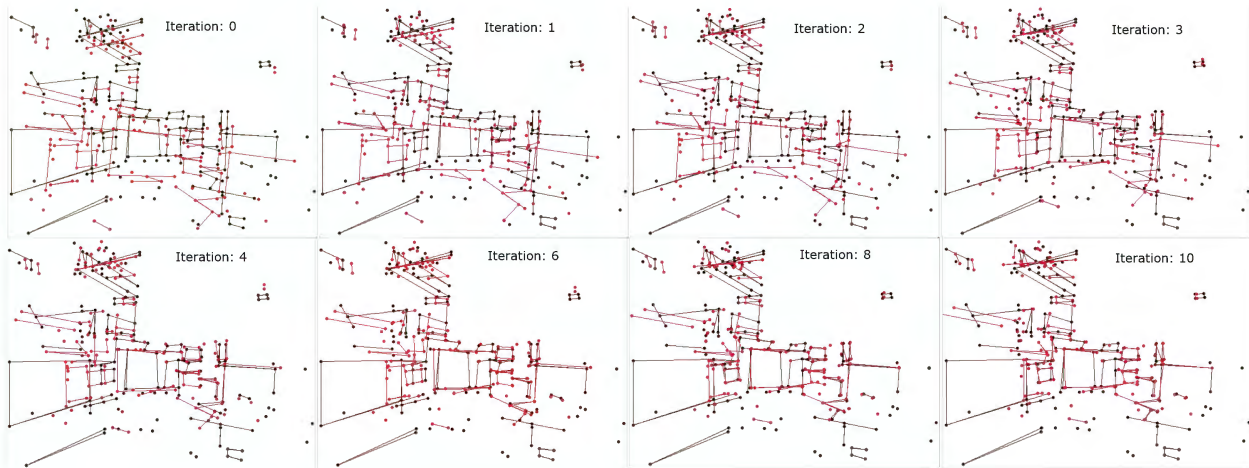 Iteration: 0
Iteration: 1
Iteration: 2
Iteration: 3
Iteration: 4
Iteration: 6
Iteration: 8
Iteration: 10